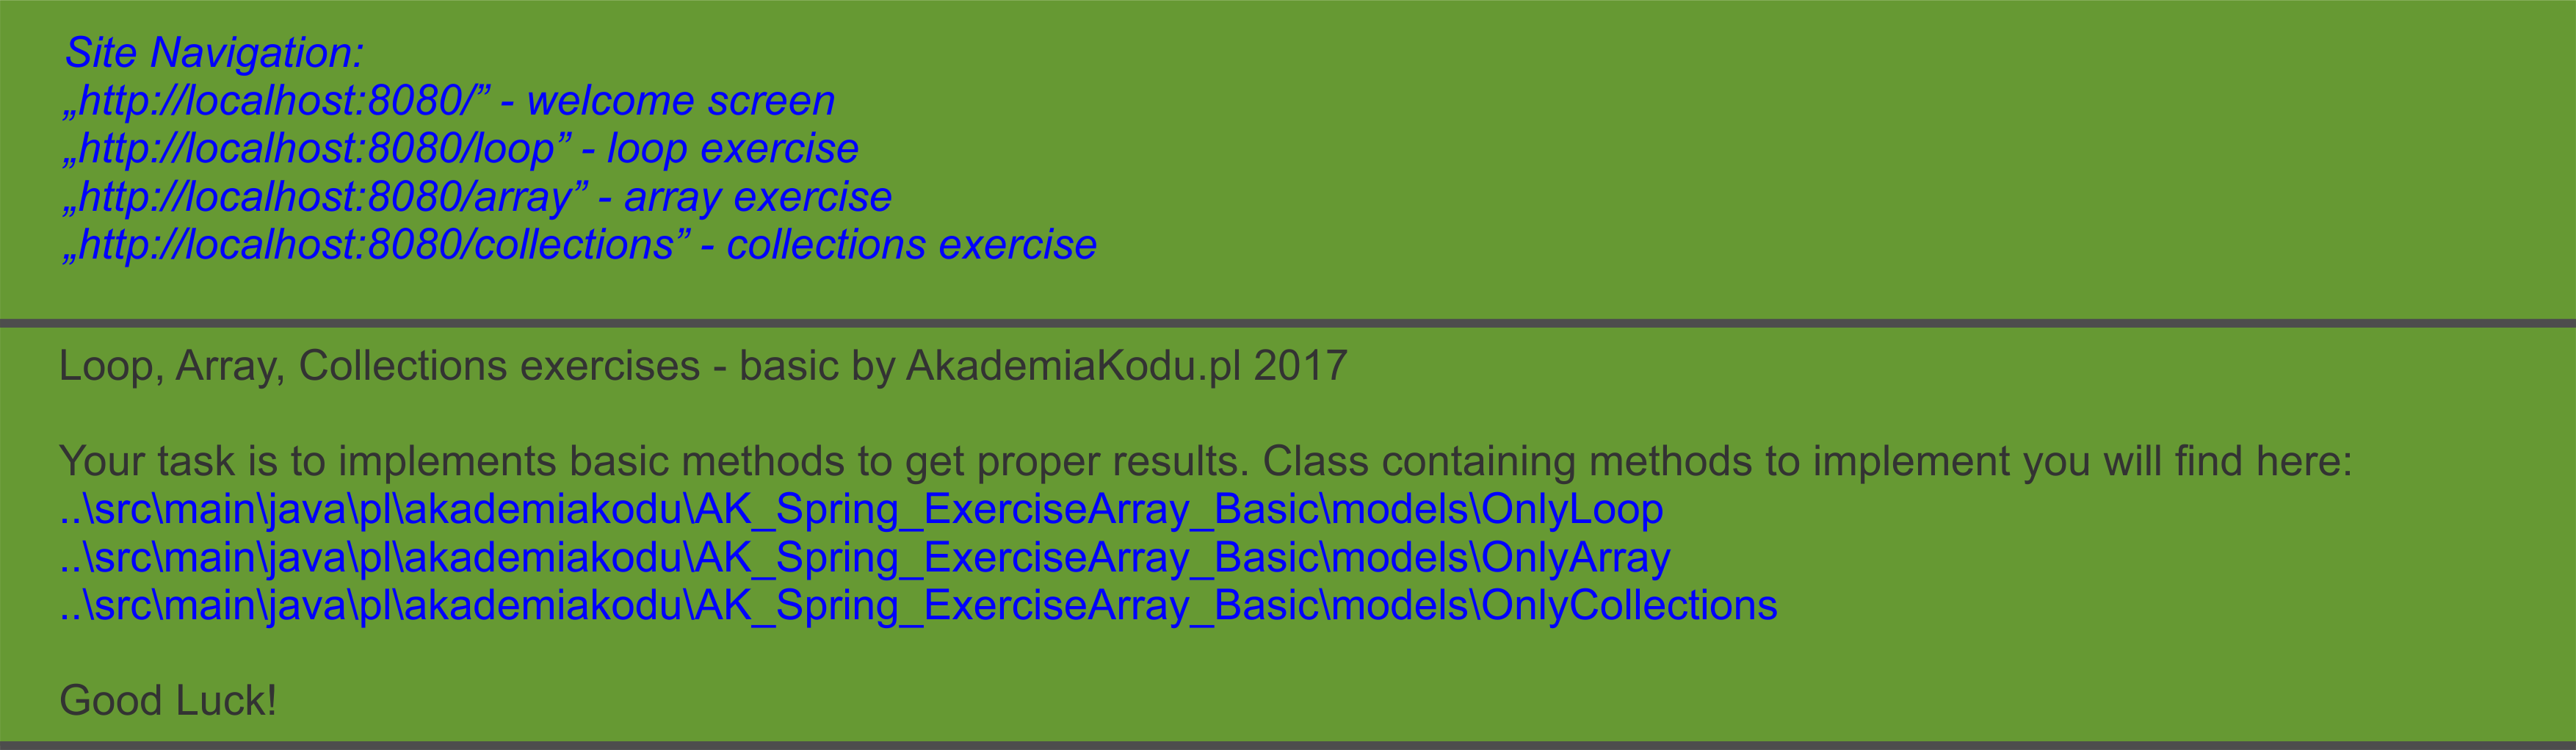 Site Navigation:
„http://localhost:8080/” - welcome screen
„http://localhost:8080/loop” - loop exercise
„http://localhost:8080/array” - array exercise
„http://localhost:8080/collections” - collections exercise
Loop, Array, Collections exercises - basic by AkademiaKodu.pl 2017
Your task is to implements basic methods to get proper results. Class containing methods to implement you will find here:
..\src\main\java\pl\akademiakodu\AK_Spring_ExerciseArray_Basic\models\OnlyLoop
..\src\main\java\pl\akademiakodu\AK_Spring_ExerciseArray_Basic\models\OnlyArray
..\src\main\java\pl\akademiakodu\AK_Spring_ExerciseArray_Basic\models\OnlyCollections
Good Luck!